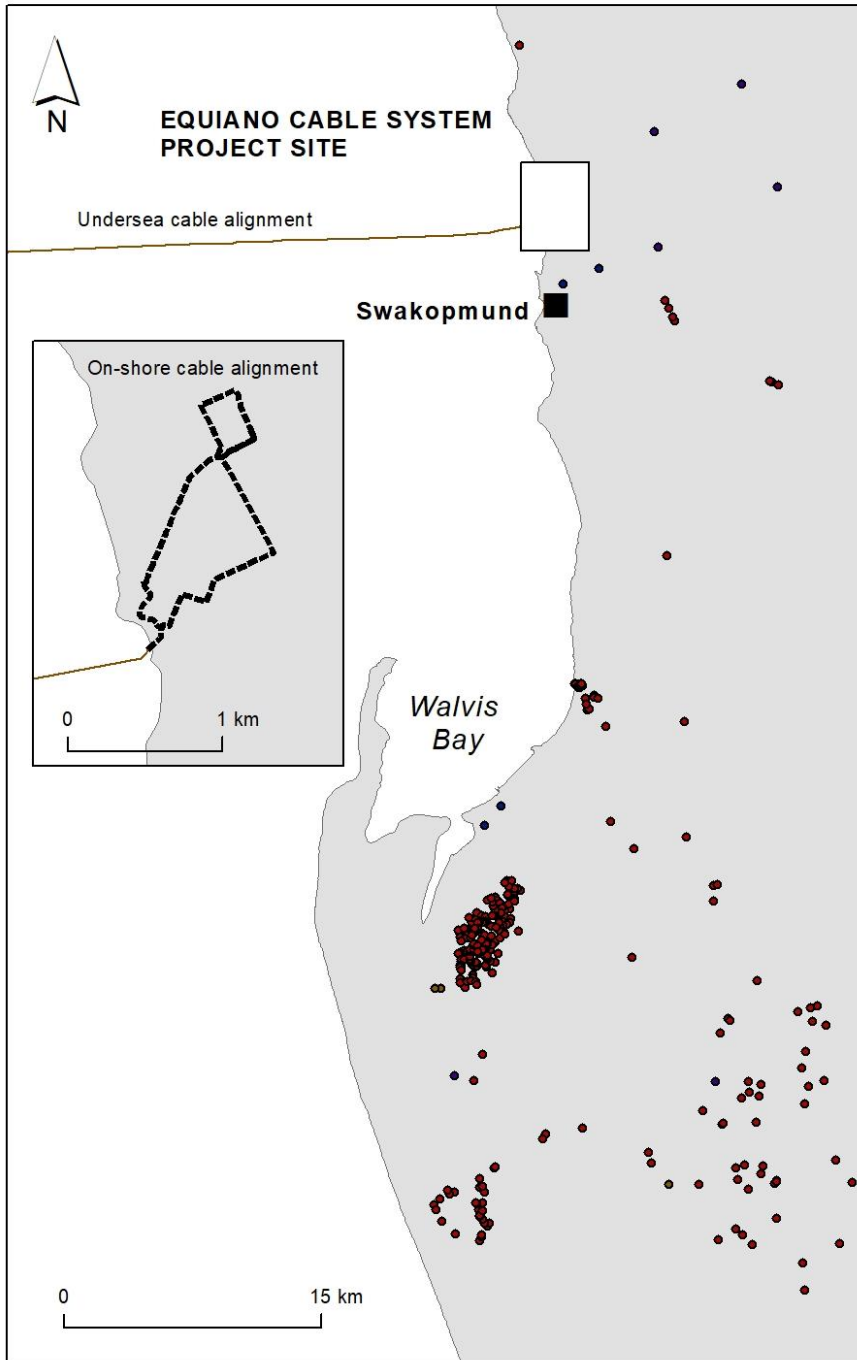 N
EQUIANO CABLE SYSTEM
PROJECT SITE
Undersea cable alignment
Swakopmund
On-shore cable alignment
0 1 km
Walvis
Bay
0 15 km